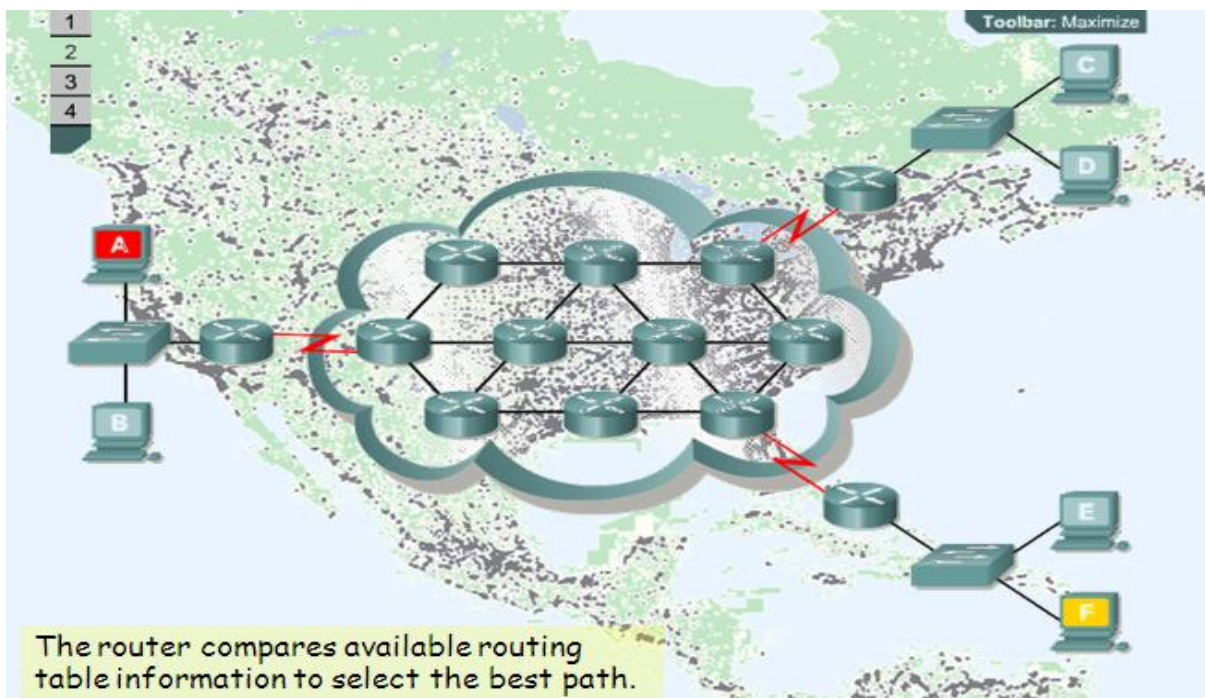 1
2
3
4
Toolbar: Maximize
C
D
A
B
E
F
The router compares available routing
table information to select the best path.